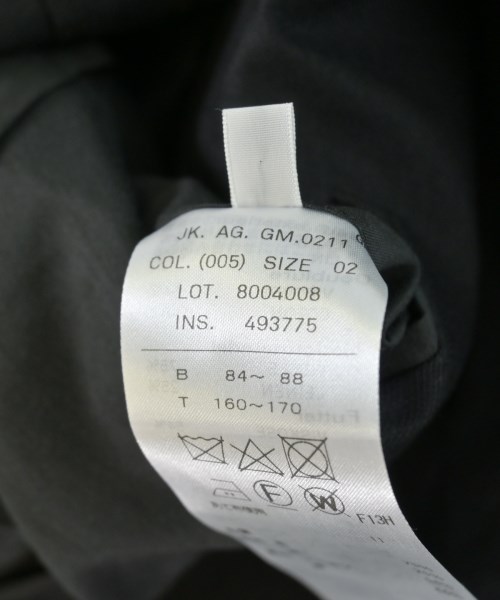 JK. AG. GM.0211
COL. (005) SIZE 02
LOT. 8004008
INS. 493775
B 84～ 88
T 160～170
F W
F13H